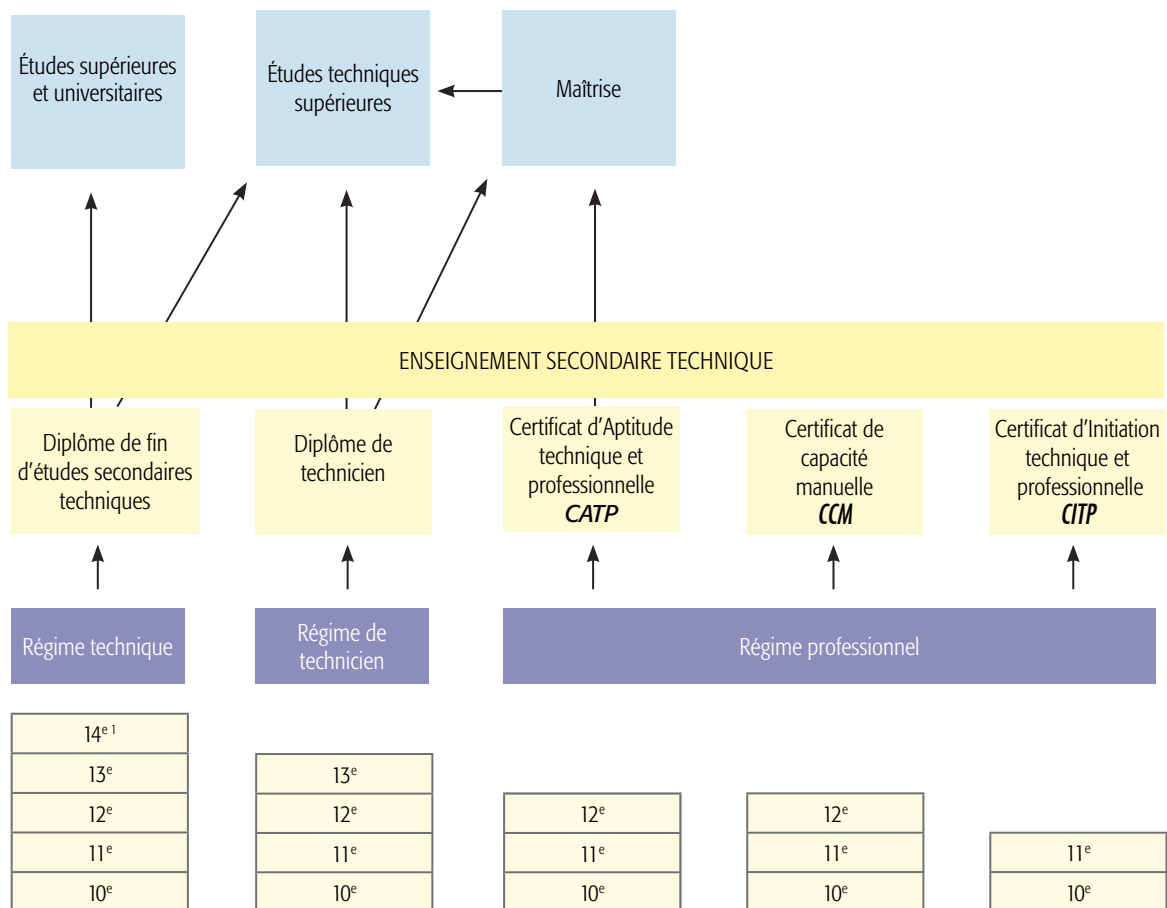 Études supérieures
et universitaires
Études techniques
supérieures
Maîtrise
ENSEIGNEMENT SECONDAIRE TECHNIQUE
Diplôme de fin
d'études secondaires
techniques
Diplôme de
technicien
Certificat d'Aptitude
technique et
professionnelle
CATP
Certificat de
capacité
manuelle
CCM
Certificat d'Initiation
technique et
professionnelle
CITP
Régime technique
Régime de
technicien
Régime professionnel
14e 1
13e
12e
11e
10e
13e
12e
11e
10e
12e
11e
10e
12e
11e
10e
11e
10e